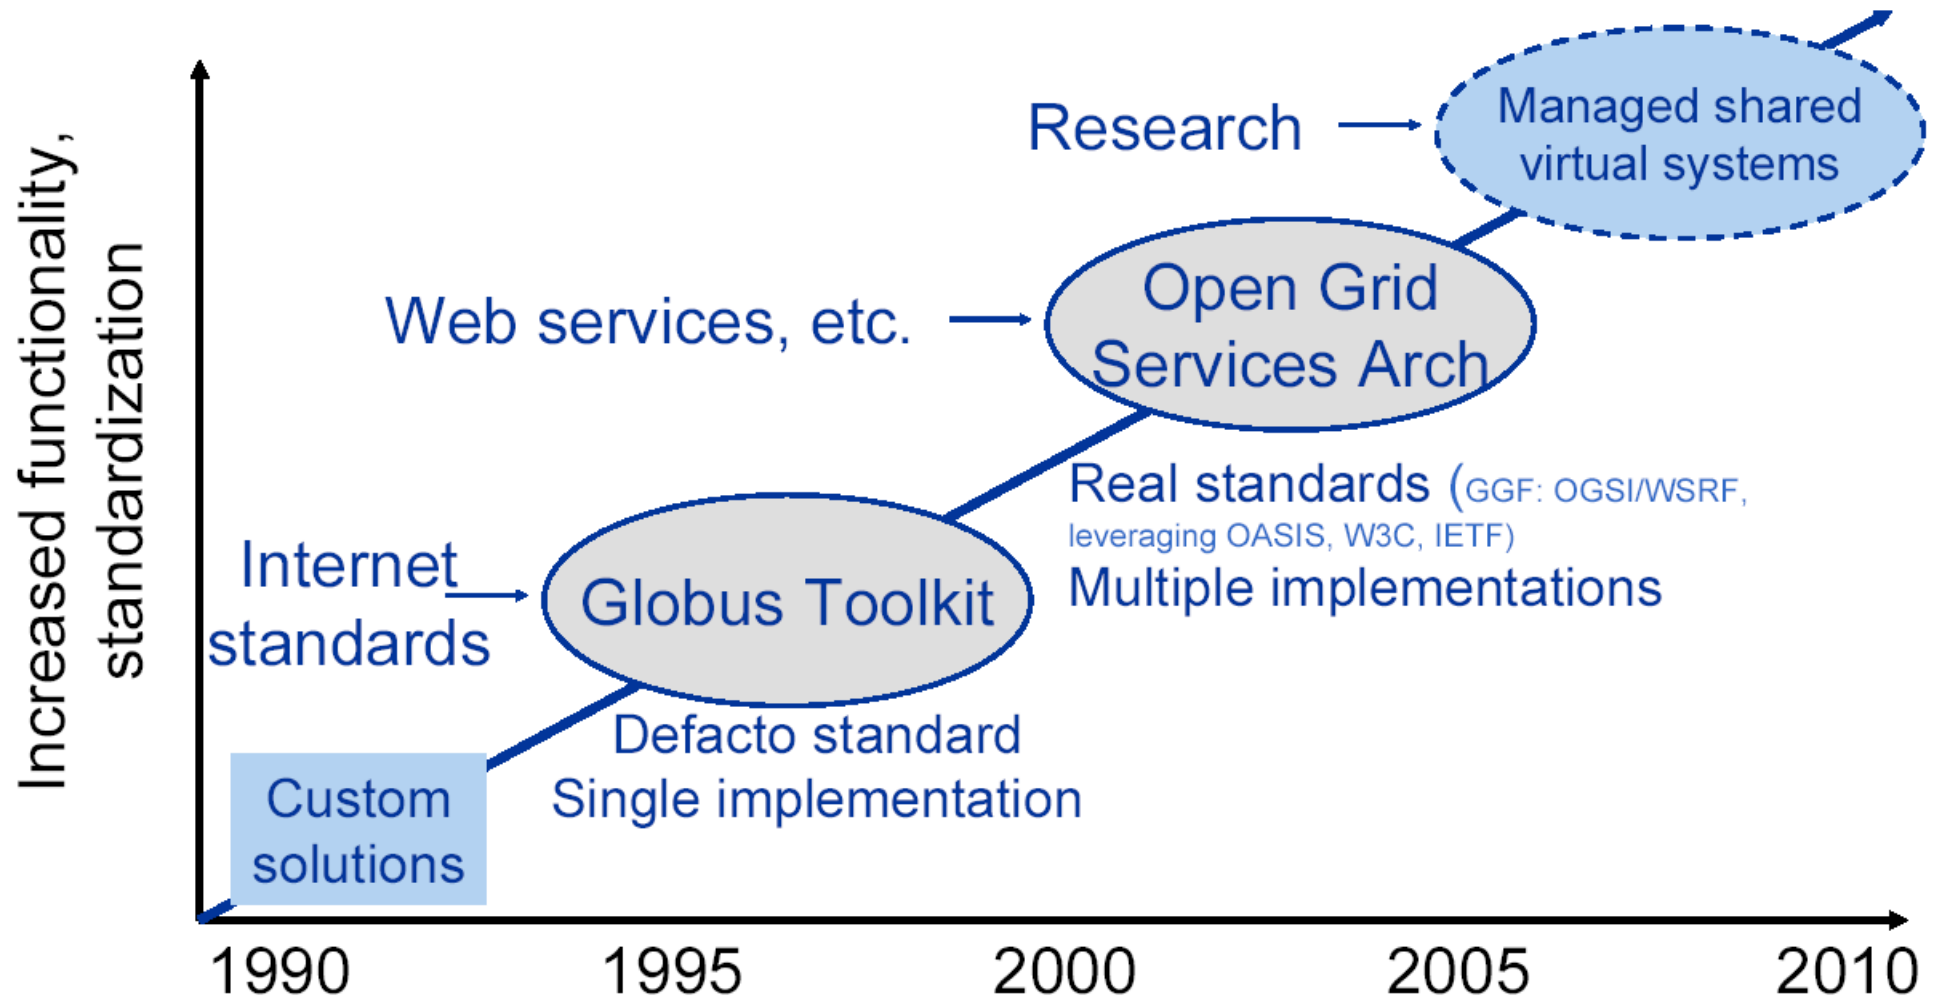 Increased functionality,
standardization
Research
Managed shared
virtual systems
Web services, etc.
Open Grid
Services Arch
Real standards (GGF: OGSI/WSRF,
leveraging OASIS, W3C, IETF)
Multiple implementations
Internet
standards
Globus Toolkit
Defacto standard
Single implementation
Custom
solutions
1990 1995 2000 2005 2010